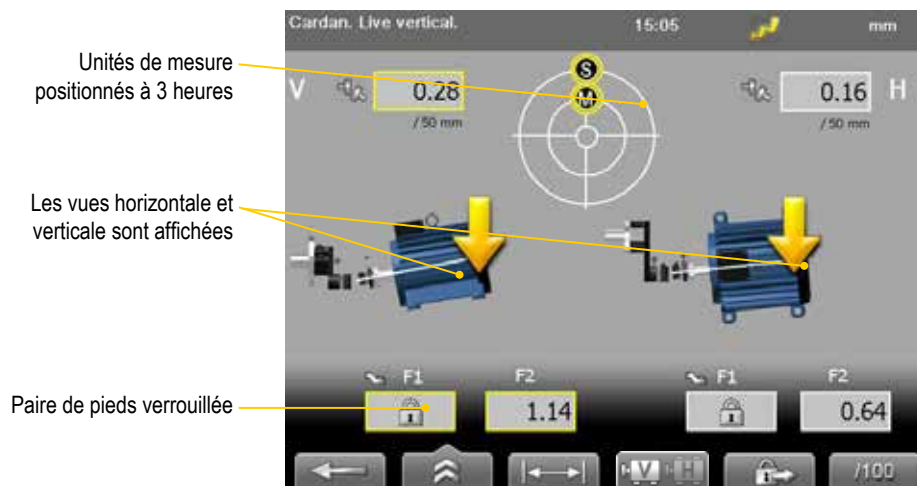 Cardan. Live vertical.
15:05
mm
Unités de mesure
positionnés à 3 heures
V
0.28
/ 50 mm
S
M
0.16
H
/ 50 mm
Les vues horizontale et
verticale sont affichées
F1
F2
F1
F2
Paire de pieds verrouillée
1.14
0.64
V
H
/100